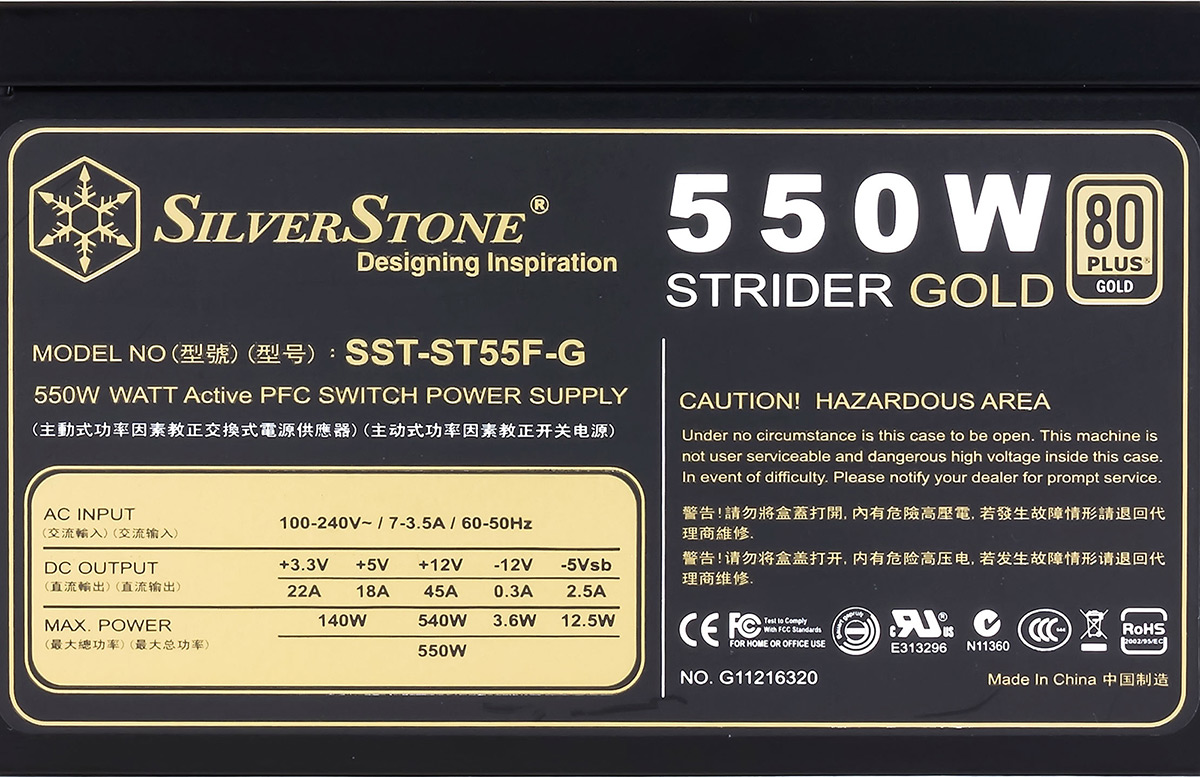 SILVERSTONE®
Designing Inspiration
550W
STRIDER GOLD
80
PLUS®
GOLD
MODEL NO (型號) (型号) : SST-ST55F-G
550W WATT Active PFC SWITCH POWER SUPPLY
(主動式功率因素教正交換式電源供應器) (主动式功率因素教正开关电源)
AC INPUT
(交流輸入) (交流输入)
100-240V~ / 7-3.5A / 60-50Hz
DC OUTPUT
(直流輸出) (直流输出)
+3.3V +5V +12V -12V -5Vsb
22A 18A 45A 0.3A 2.5A
MAX. POWER
(最大總功率) (最大总功率)
140W 540W 3.6W 12.5W
550W
CAUTION! HAZARDOUS AREA
Under no circumstance is this case to be open. This machine is
not user serviceable and dangerous high voltage inside this case.
In event of difficulty. Please notify your dealer for prompt service.
警告!請勿將盒蓋打開, 內有危險高壓電, 若發生故障情形請退回代
理商維修.
警告!请勿将盒盖打开, 内有危险高压电, 若发生故障情形请退回代
理商维修.
CE
FC Test to Comply
With FCC Standards
FOR HOME OR OFFICE USE
c RU ® US
E313296
N11360
CCC
RoHS
2002/95/EC
NO. G11216320
Made In China 中国制造